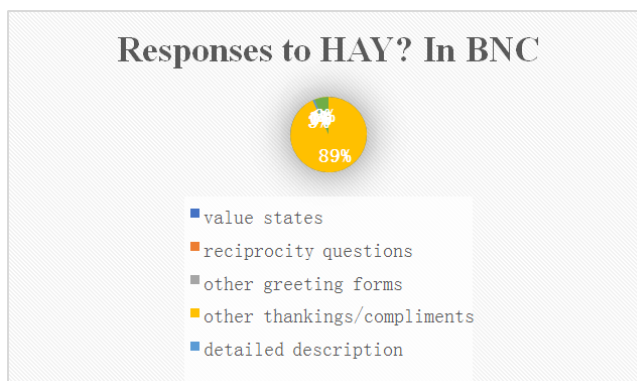 Responses to HAY? In BNC
89%
value states
reciprocity questions
other greeting forms
other thankings/compliments
detailed description